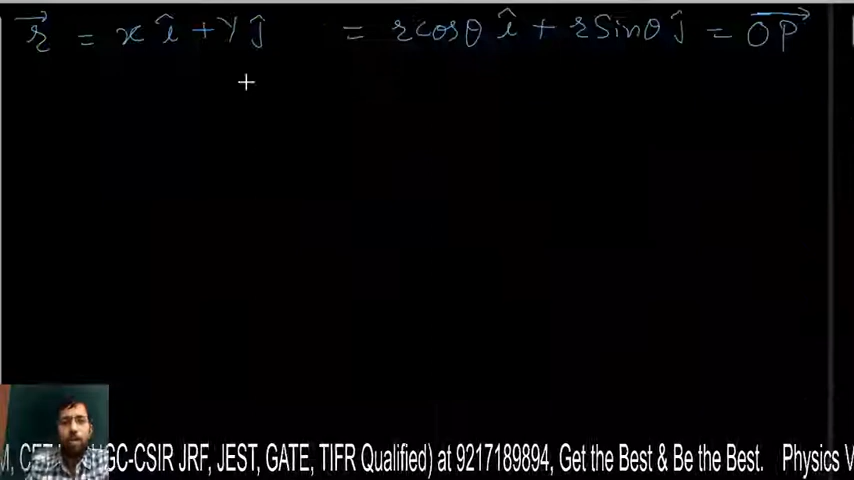 r⃗ = x î + Y ĵ = r cosθ î + r Sinθ ĵ = OP⃗
GC-CSIR JRF, JEST, GATE, TIFR Qualified) at 9217189894, Get the Best & Be the Best. Physics V